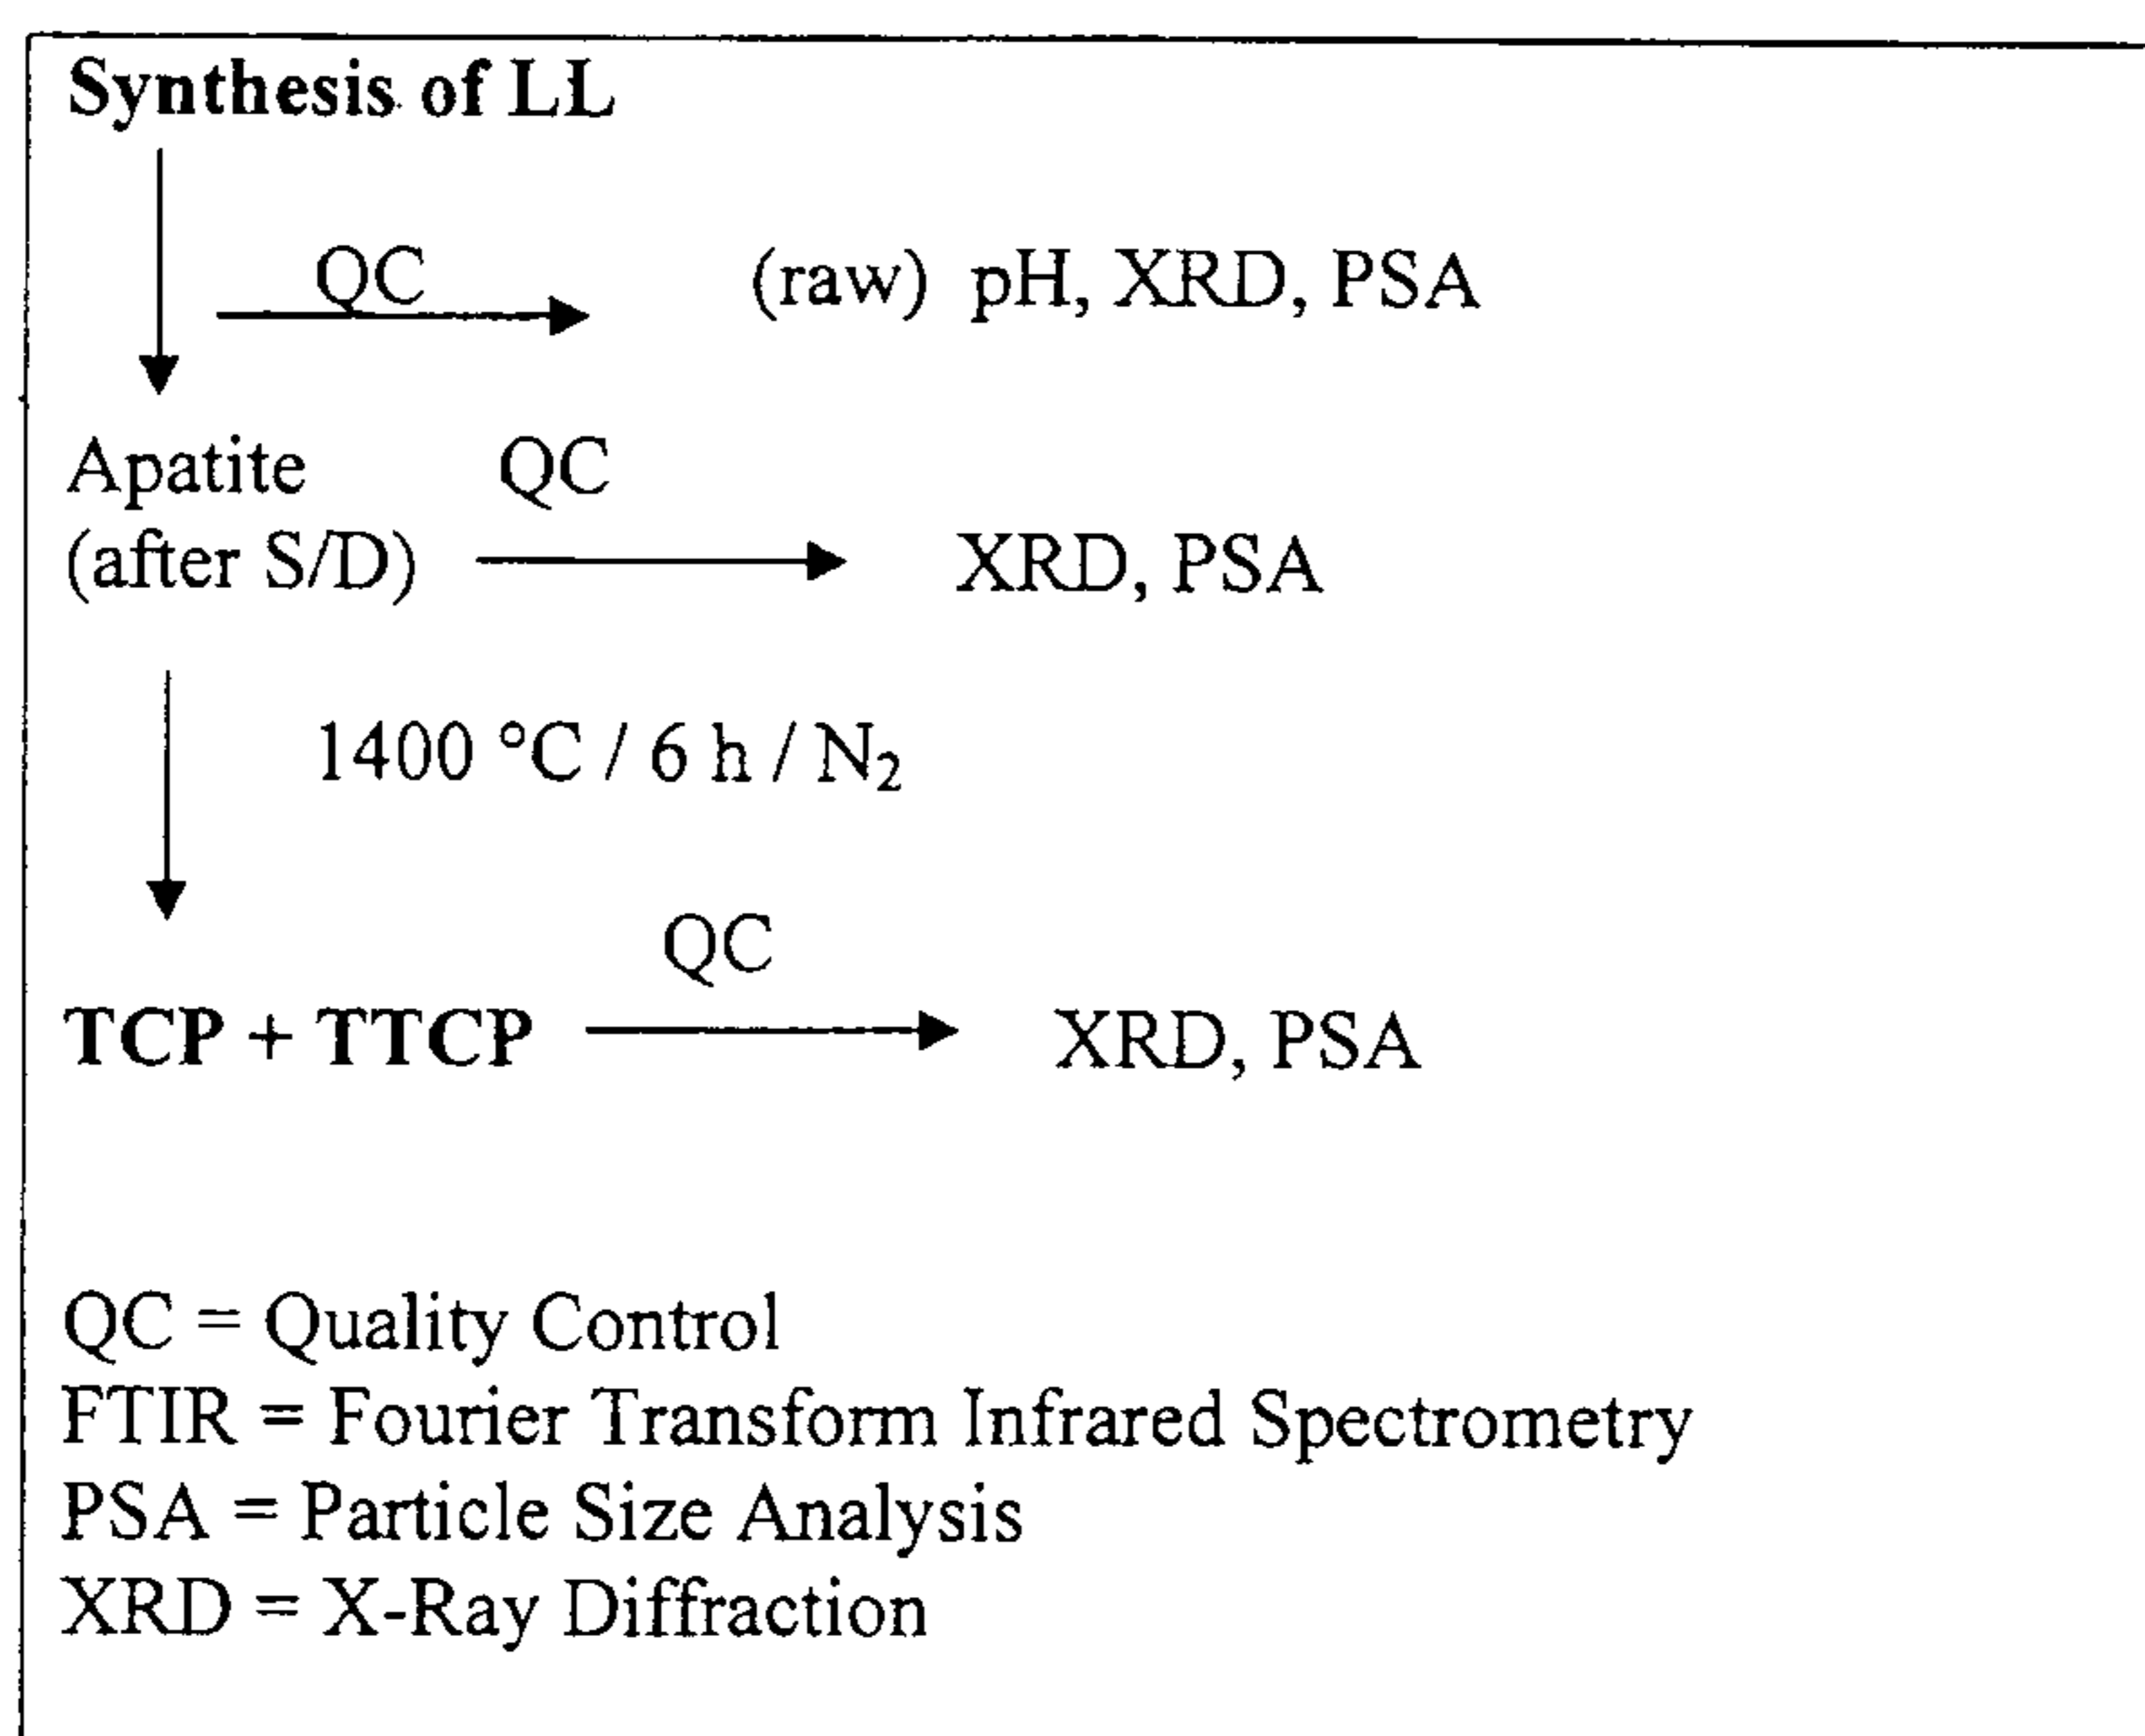 Synthesis of LL
QC
(raw) pH, XRD, PSA
Apatite QC
(after S/D) XRD, PSA
1400 °C / 6 h / N₂
QC
TCP + TTCP XRD, PSA
QC = Quality Control
FTIR = Fourier Transform Infrared Spectrometry
PSA = Particle Size Analysis
XRD = X-Ray Diffraction